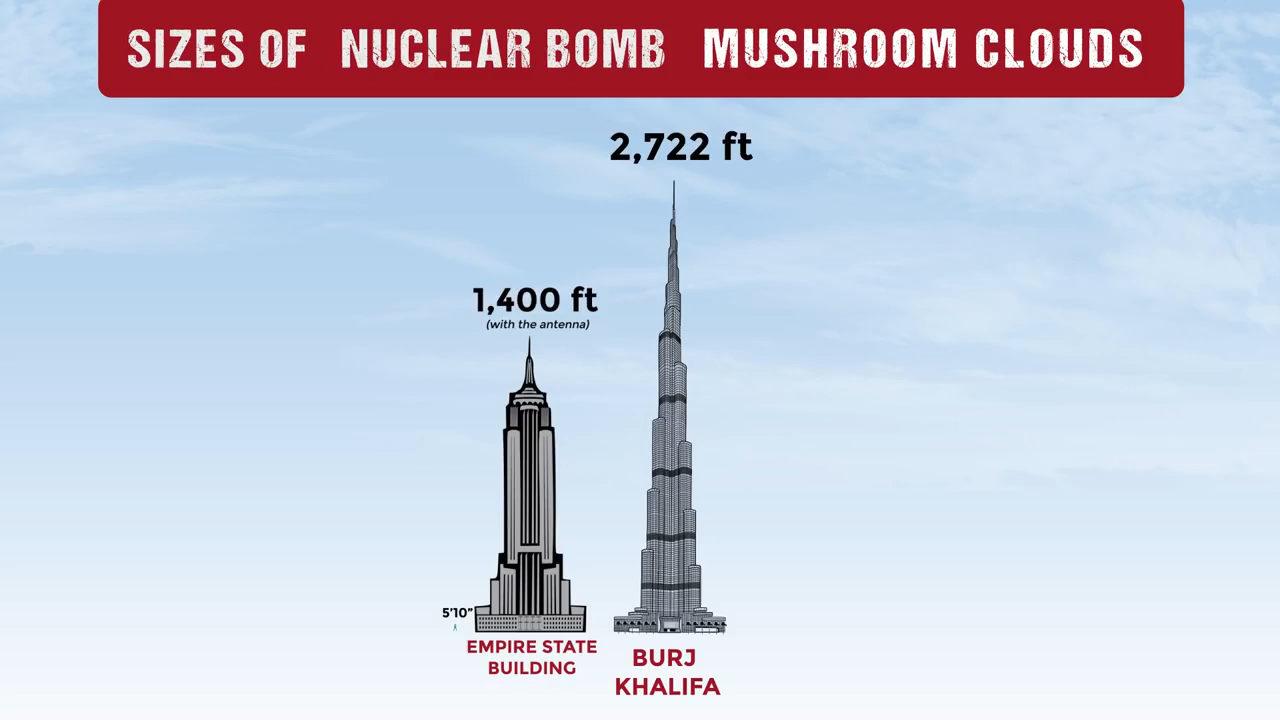 SIZES OF NUCLEAR BOMB MUSHROOM CLOUDS
2,722 ft
1,400 ft
(with the antenna)
5'10"
EMPIRE STATE
BUILDING
BURJ
KHALIFA